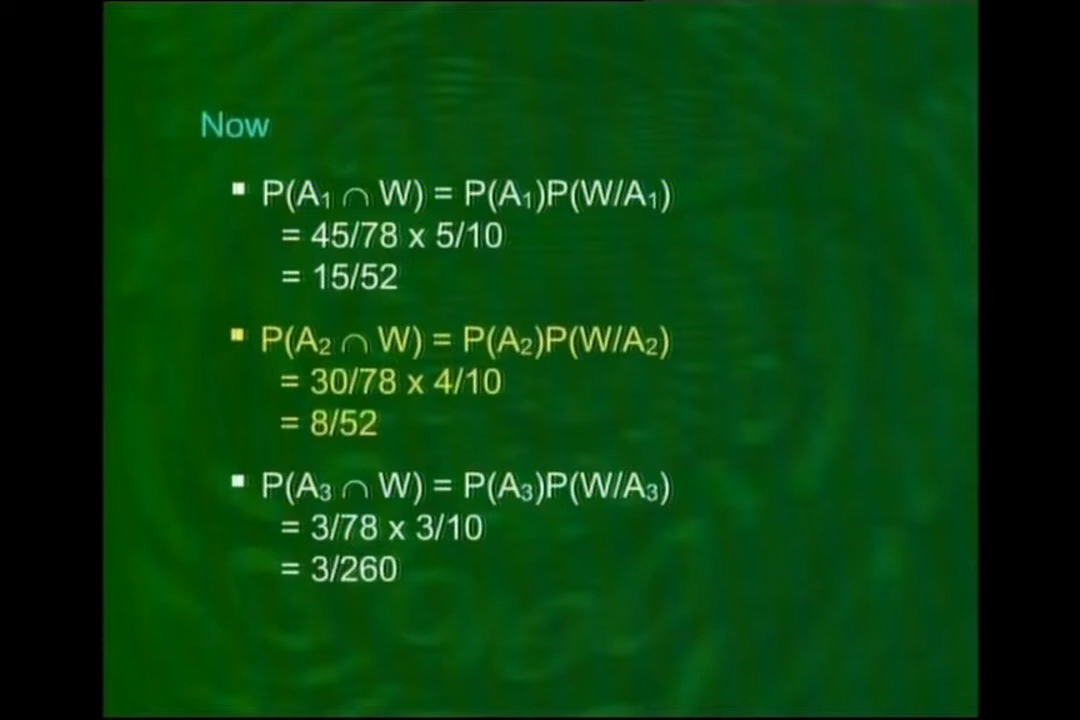 Now
▪ P(A₁ ∩ W) = P(A₁)P(W/A₁)
= 45/78 x 5/10
= 15/52
▪ P(A₂ ∩ W) = P(A₂)P(W/A₂)
= 30/78 x 4/10
= 8/52
▪ P(A₃ ∩ W) = P(A₃)P(W/A₃)
= 3/78 x 3/10
= 3/260